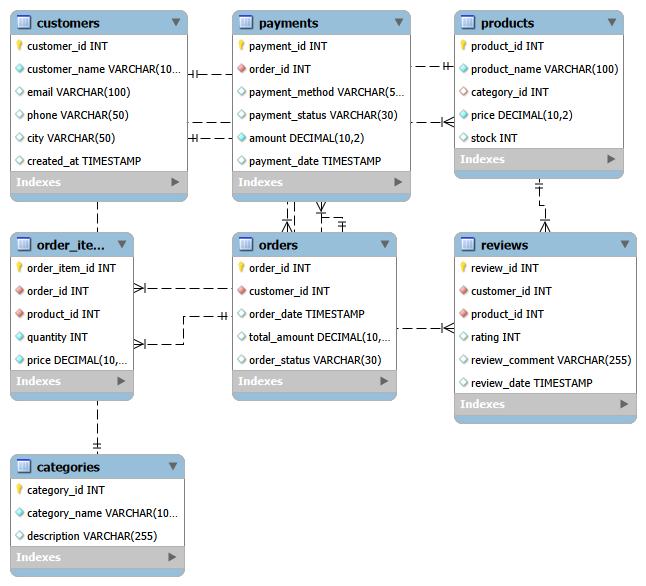 customers
customer_id INT
customer_name VARCHAR(10...
email VARCHAR(100)
phone VARCHAR(50)
city VARCHAR(50)
created_at TIMESTAMP
Indexes
payments
payment_id INT
order_id INT
payment_method VARCHAR(5...
payment_status VARCHAR(30)
amount DECIMAL(10,2)
payment_date TIMESTAMP
Indexes
products
product_id INT
product_name VARCHAR(100)
category_id INT
price DECIMAL(10,2)
stock INT
Indexes
order_ite...
order_item_id INT
order_id INT
product_id INT
quantity INT
price DECIMAL(10,...
Indexes
orders
order_id INT
customer_id INT
order_date TIMESTAMP
total_amount DECIMAL(10,...
order_status VARCHAR(30)
Indexes
reviews
review_id INT
customer_id INT
product_id INT
rating INT
review_comment VARCHAR(255)
review_date TIMESTAMP
Indexes
categories
category_id INT
category_name VARCHAR(10...
description VARCHAR(255)
Indexes